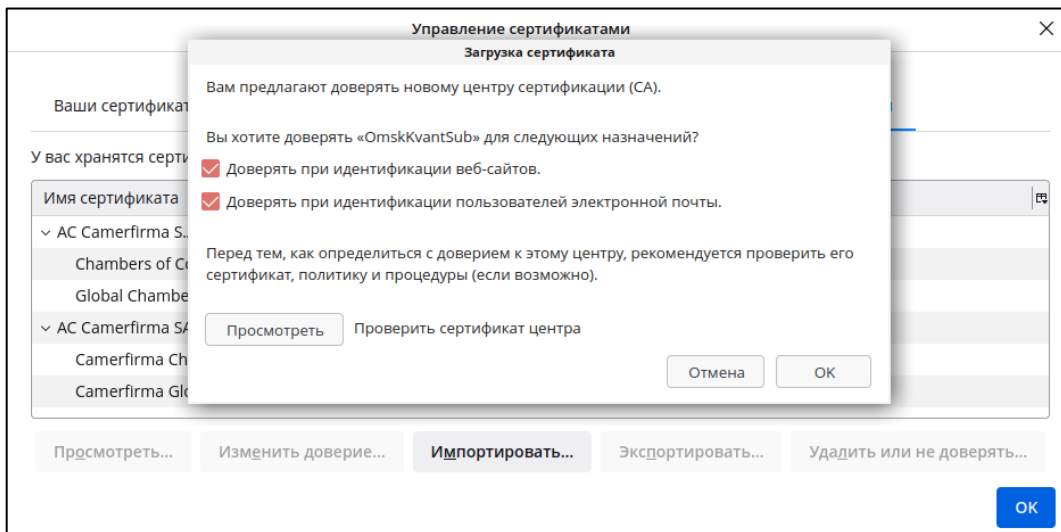 Управление сертификатами
Загрузка сертификата
Вам предлагают доверять новому центру сертификации (CA).
Ваши сертификат
Вы хотите доверять «OmskKvantSub» для следующих назначений?
У вас хранятся серти
Доверять при идентификации веб-сайтов.
Имя сертификата
Доверять при идентификации пользователей электронной почты.
AC Camerfirma S.
Перед тем, как определиться с доверием к этому центру, рекомендуется проверить его
сертификат, политику и процедуры (если возможно).
Chambers of Co
Global Chambe
AC Camerfirma SA
Просмотреть Проверить сертификат центра
Camerfirma Ch
Отмена OK
Camerfirma Glo
Просмотреть... Изменить доверие... Импортировать... Экспортировать... Удалить или не доверять...
OK